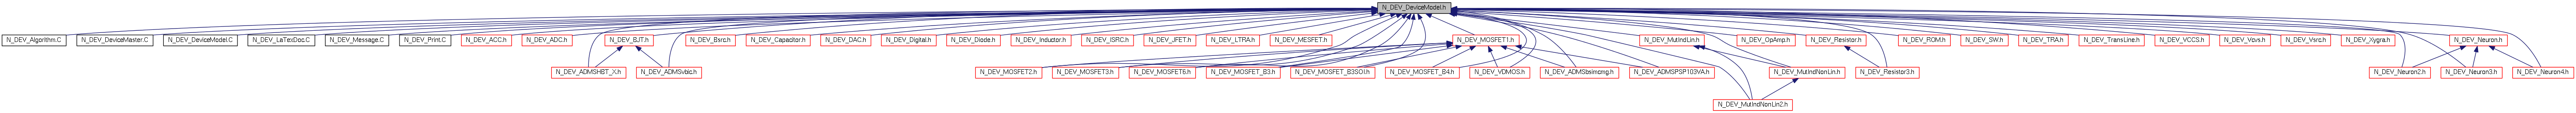 N_DEV_DeviceModel.h
N_DEV_Algorithm.C
N_DEV_DeviceMaster.C
N_DEV_DeviceModel.C
N_DEV_LaTexDoc.C
N_DEV_Message.C
N_DEV_Print.C
N_DEV_ACC.h
N_DEV_ADC.h
N_DEV_BJT.h
N_DEV_Bsrc.h
N_DEV_Capacitor.h
N_DEV_DAC.h
N_DEV_Digital.h
N_DEV_Diode.h
N_DEV_Inductor.h
N_DEV_ISRC.h
N_DEV_JFET.h
N_DEV_LTRA.h
N_DEV_MESFET.h
N_DEV_MOSFET1.h
N_DEV_MutIndLin.h
N_DEV_OpAmp.h
N_DEV_Resistor.h
N_DEV_ROM.h
N_DEV_SW.h
N_DEV_TRA.h
N_DEV_TransLine.h
N_DEV_VCCS.h
N_DEV_Vcvs.h
N_DEV_Vsrc.h
N_DEV_Xygra.h
N_DEV_Neuron.h
N_DEV_ADMSHBT_X.h
N_DEV_ADMSvbic.h
N_DEV_MOSFET2.h
N_DEV_MOSFET3.h
N_DEV_MOSFET6.h
N_DEV_MOSFET_B3.h
N_DEV_MOSFET_B3SOI.h
N_DEV_MOSFET_B4.h
N_DEV_VDMOS.h
N_DEV_ADMSbsimcmg.h
N_DEV_ADMSPSP103VA.h
N_DEV_MutIndNonLin.h
N_DEV_Resistor3.h
N_DEV_Neuron2.h
N_DEV_Neuron3.h
N_DEV_Neuron4.h
N_DEV_MutIndNonLin2.h